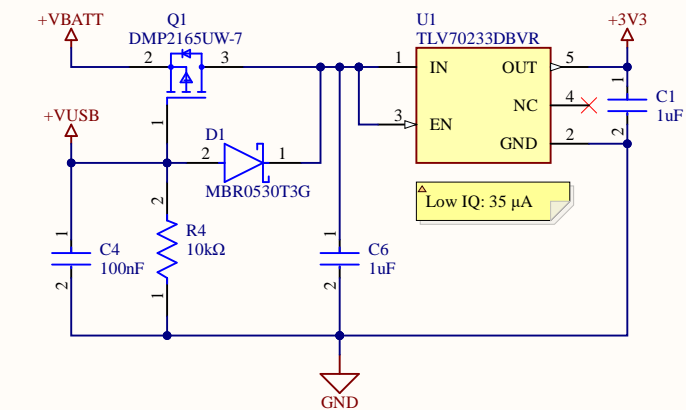 +VBATT
Q1
DMP2165UW-7
2
3
1
U1
TLV70233DBVR
1
IN
OUT
5
NC
4
3
EN
GND
2
+3V3
1
C1
1uF
2
+VUSB
D1
2
1
MBR0530T3G
Low IQ: 35 µA
2
R4
10kΩ
1
1
C4
100nF
2
1
C6
1uF
2
GND